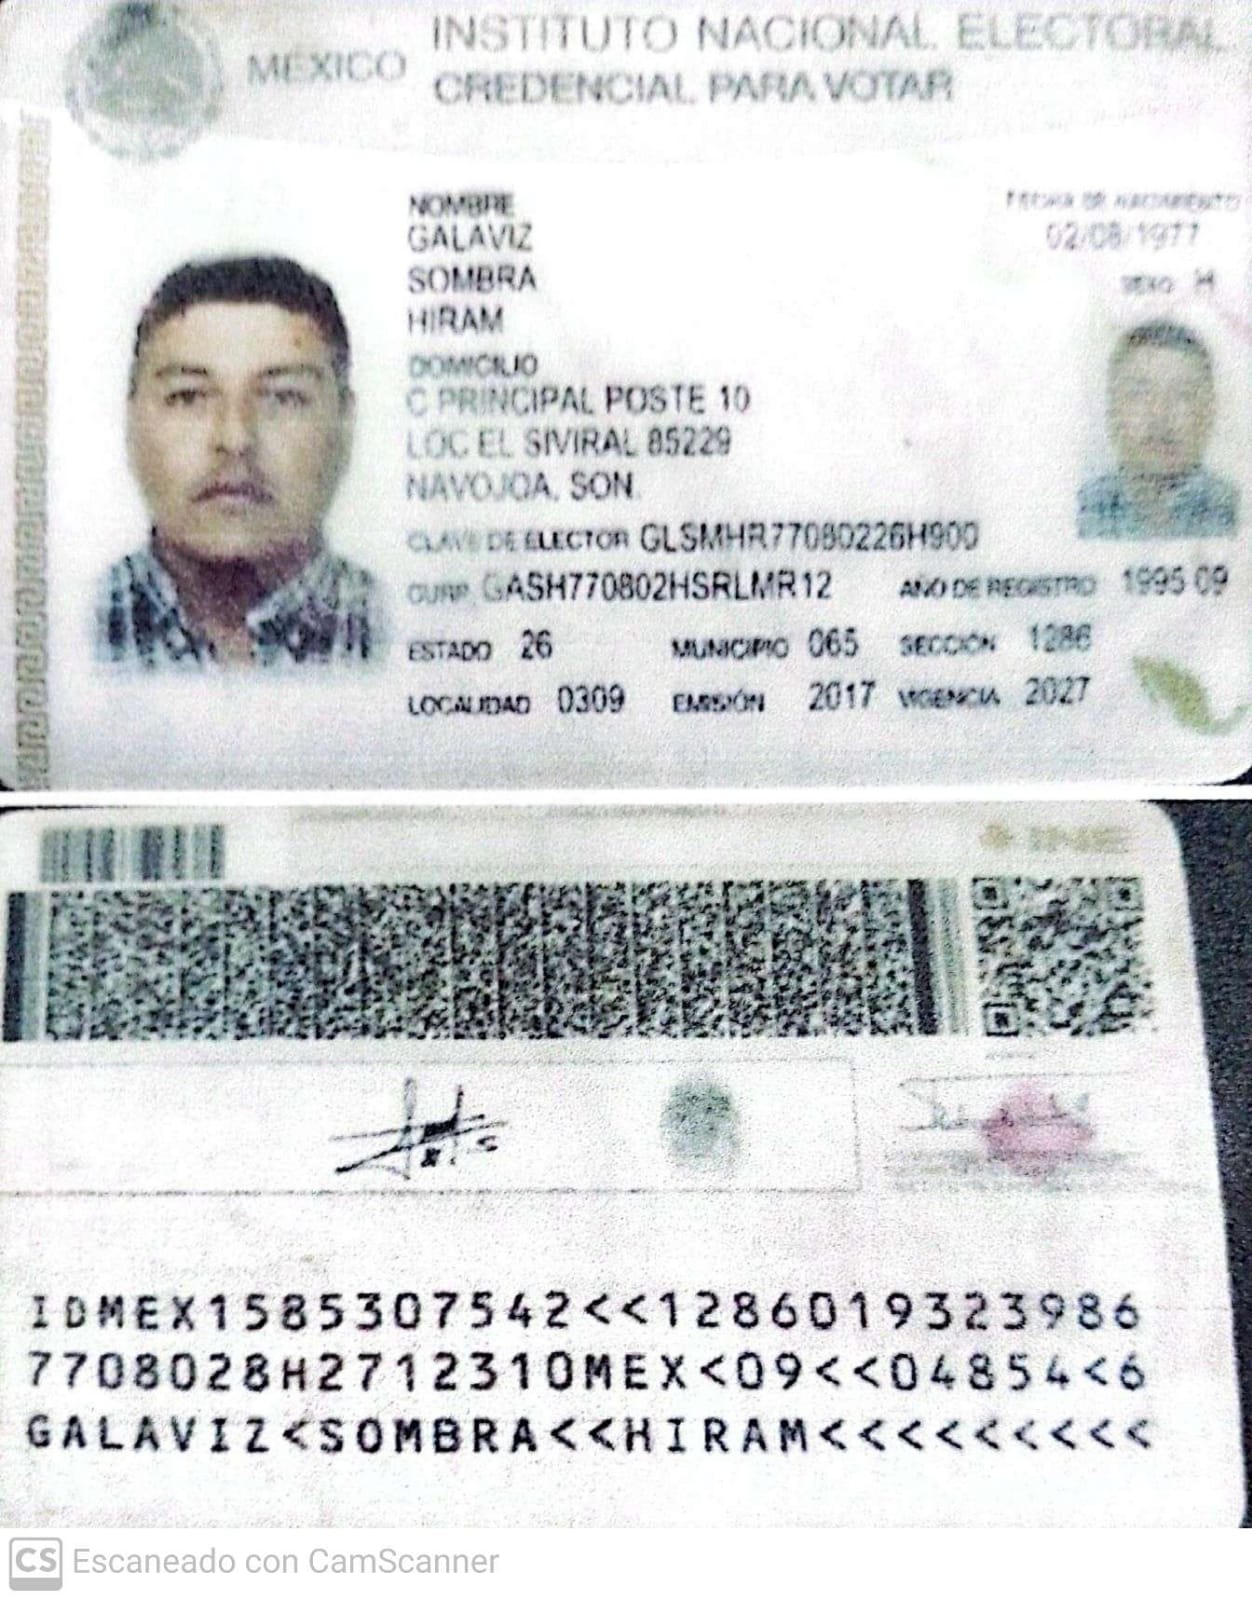 MÉXICO
INSTITUTO NACIONAL ELECTORAL
CREDENCIAL PARA VOTAR
NOMBRE
GALAVIZ
SOMBRA
HIRAM
FECHA DE NACIMIENTO
02/08/1977
SEXO H
DOMICILIO
C PRINCIPAL POSTE 10
LOC EL SIVIRAL 85229
NAVOJOA, SON.
CLAVE DE ELECTOR GLSMHR77080226H900
CURP GASH770802HSRLMR12 AÑO DE REGISTRO 1995 09
ESTADO 26 MUNICIPIO 065 SECCIÓN 1286
LOCALIDAD 0309 EMISIÓN 2017 VIGENCIA 2027
INE
IDMEX1585307542<<1286019323986
7708028H2712310MEX<09<<04854<6
GALAVIZ<SOMBRA<<HIRAM<<<<<<<<<
CS Escaneado con CamScanner